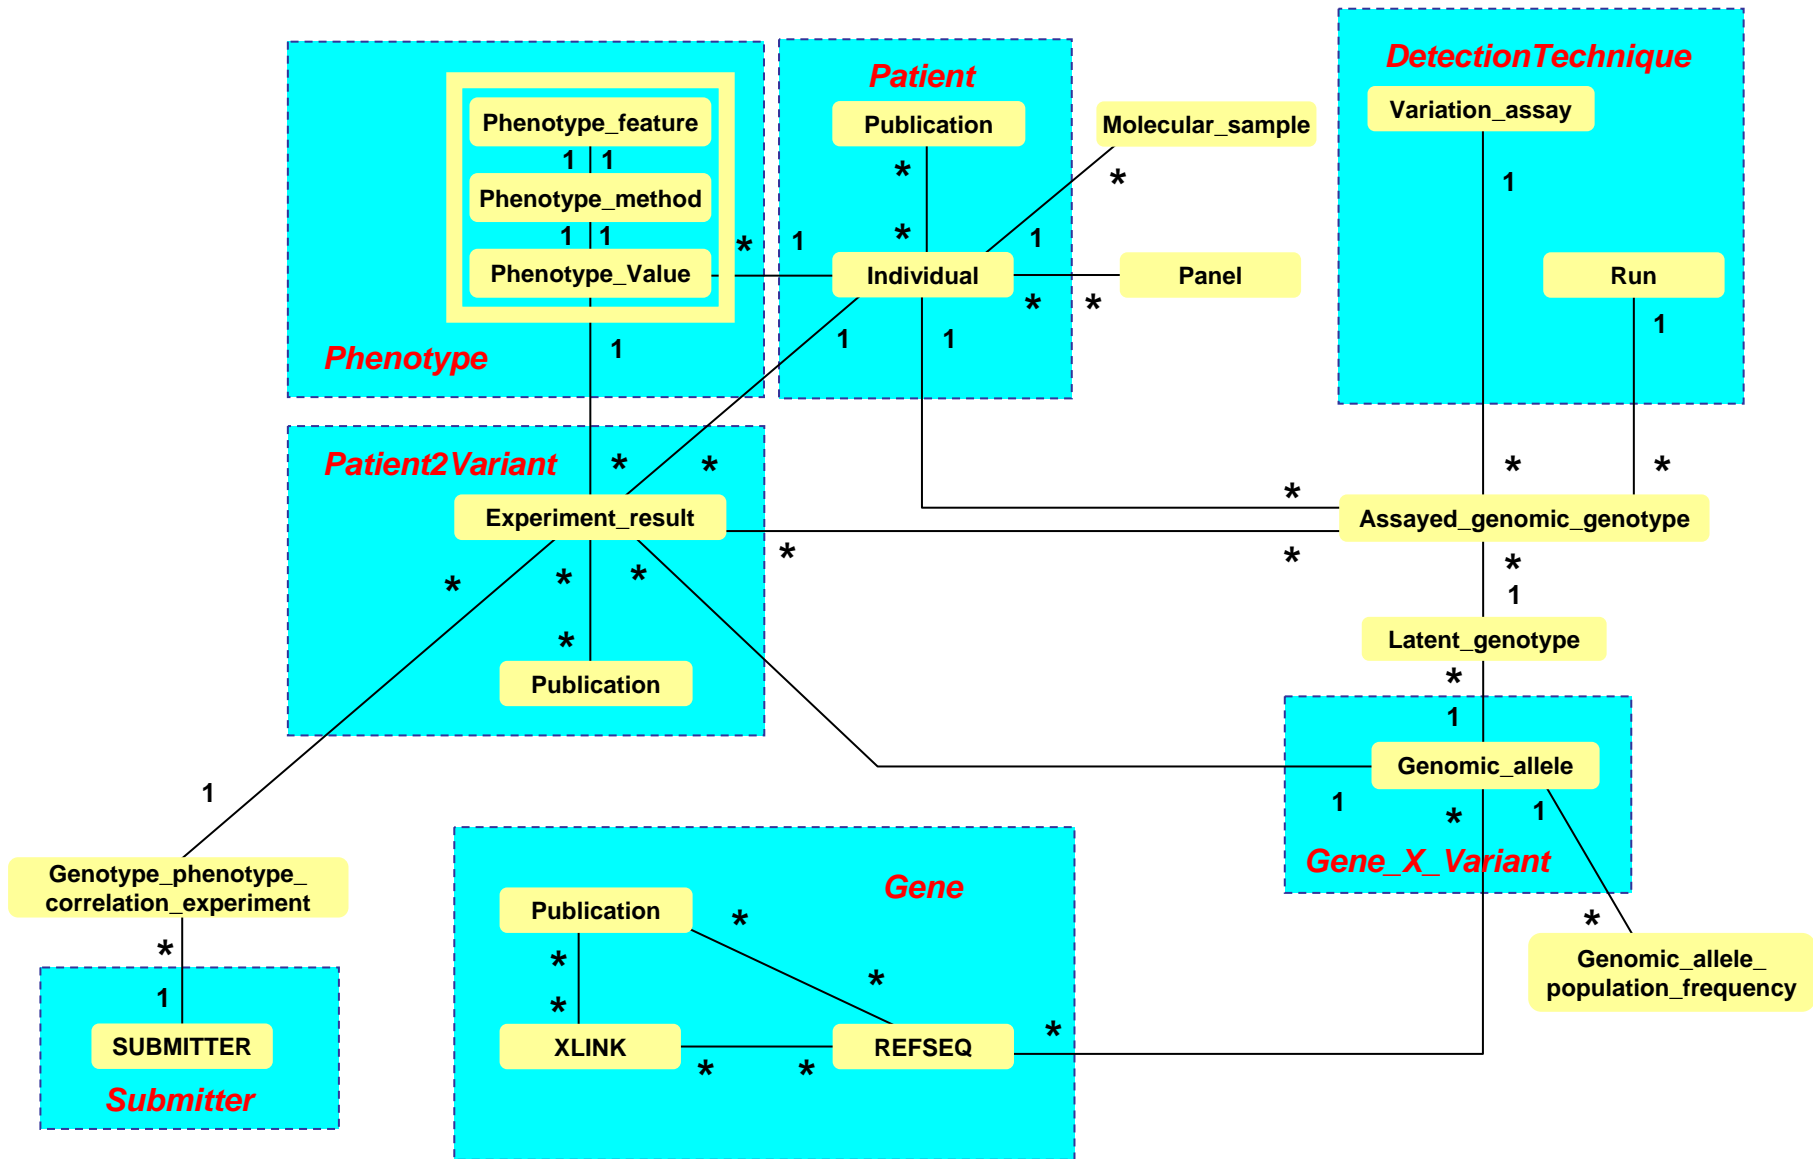 DetectionTechnique
Patient
Variation_assay
Phenotype_feature
Publication
Molecular_sample
1 1
*
*
1
Phenotype_method
1 1
*
*
1
1
Phenotype_Value
Individual
Panel
Run
*
*
1
1
1
1
Phenotype
Patient2Variant
*
*
*
*
*
Experiment_result
Assayed_genomic_genotype
*
*
*
*
*
*
1
Latent_genotype
*
*
Publication
1
Genomic_allele
1
1
*
1
Genotype_phenotype_
correlation_experiment
Gene_X_Variant
Gene
Publication
*
*
*
*
*
Genomic_allele_
population_frequency
1
*
*
SUBMITTER
XLINK
REFSEQ
*
*
Submitter